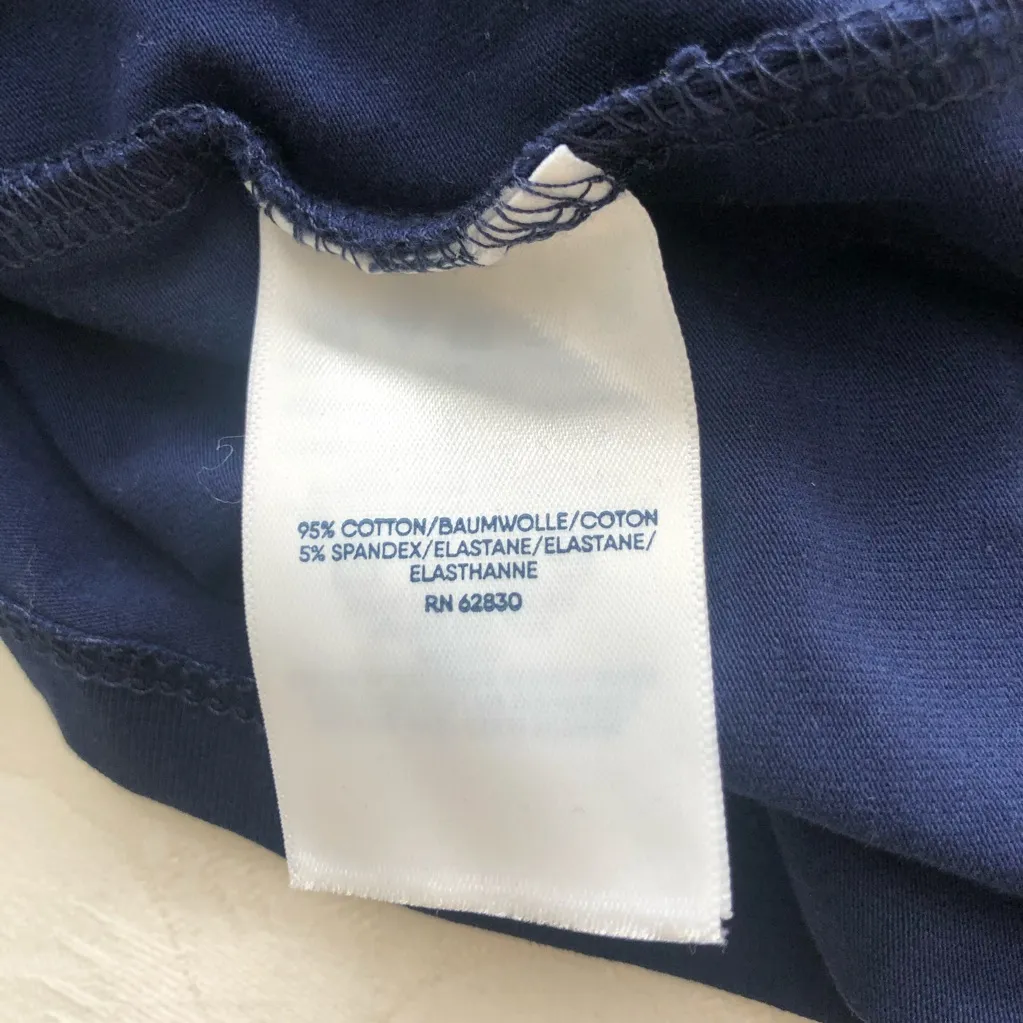 95% COTTON/BAUMWOLLE/COTON
5% SPANDEX/ELASTANE/ELASTANE/
ELASTHANNE
RN 62830